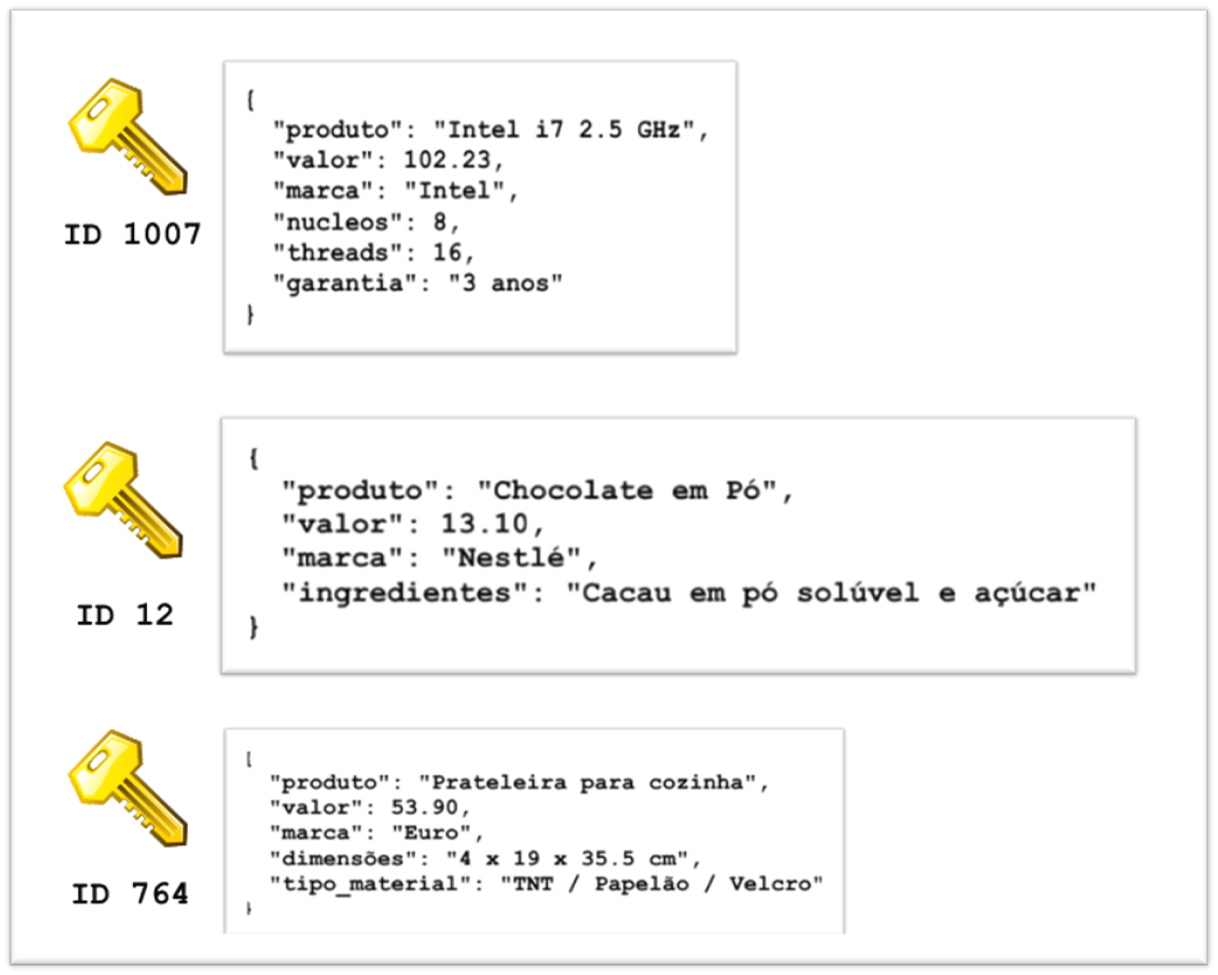 {
"produto": "Intel i7 2.5 GHz",
"valor": 102.23,
"marca": "Intel",
"nucleos": 8,
"threads": 16,
"garantia": "3 anos"
}
ID 1007
{
"produto": "Chocolate em Pó",
"valor": 13.10,
"marca": "Nestlé",
"ingredientes": "Cacau em pó solúvel e açúcar"
}
ID 12
{
"produto": "Prateleira para cozinha",
"valor": 53.90,
"marca": "Euro",
"dimensões": "4 x 19 x 35.5 cm",
"tipo_material": "TNT / Papelão / Velcro"
}
ID 764